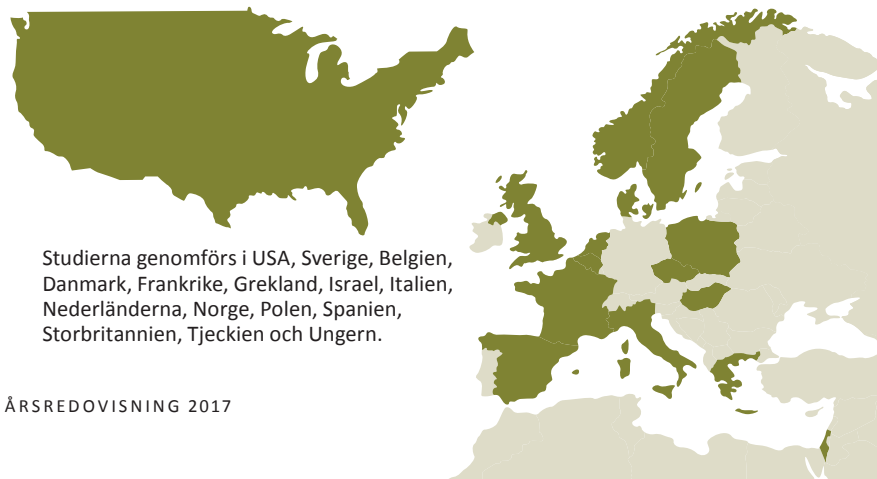 Studierna genomförs i USA, Sverige, Belgien,
Danmark, Frankrike, Grekland, Israel, Italien,
Nederländerna, Norge, Polen, Spanien,
Storbritannien, Tjeckien och Ungern.
ÅRSREDOVISNING 2017